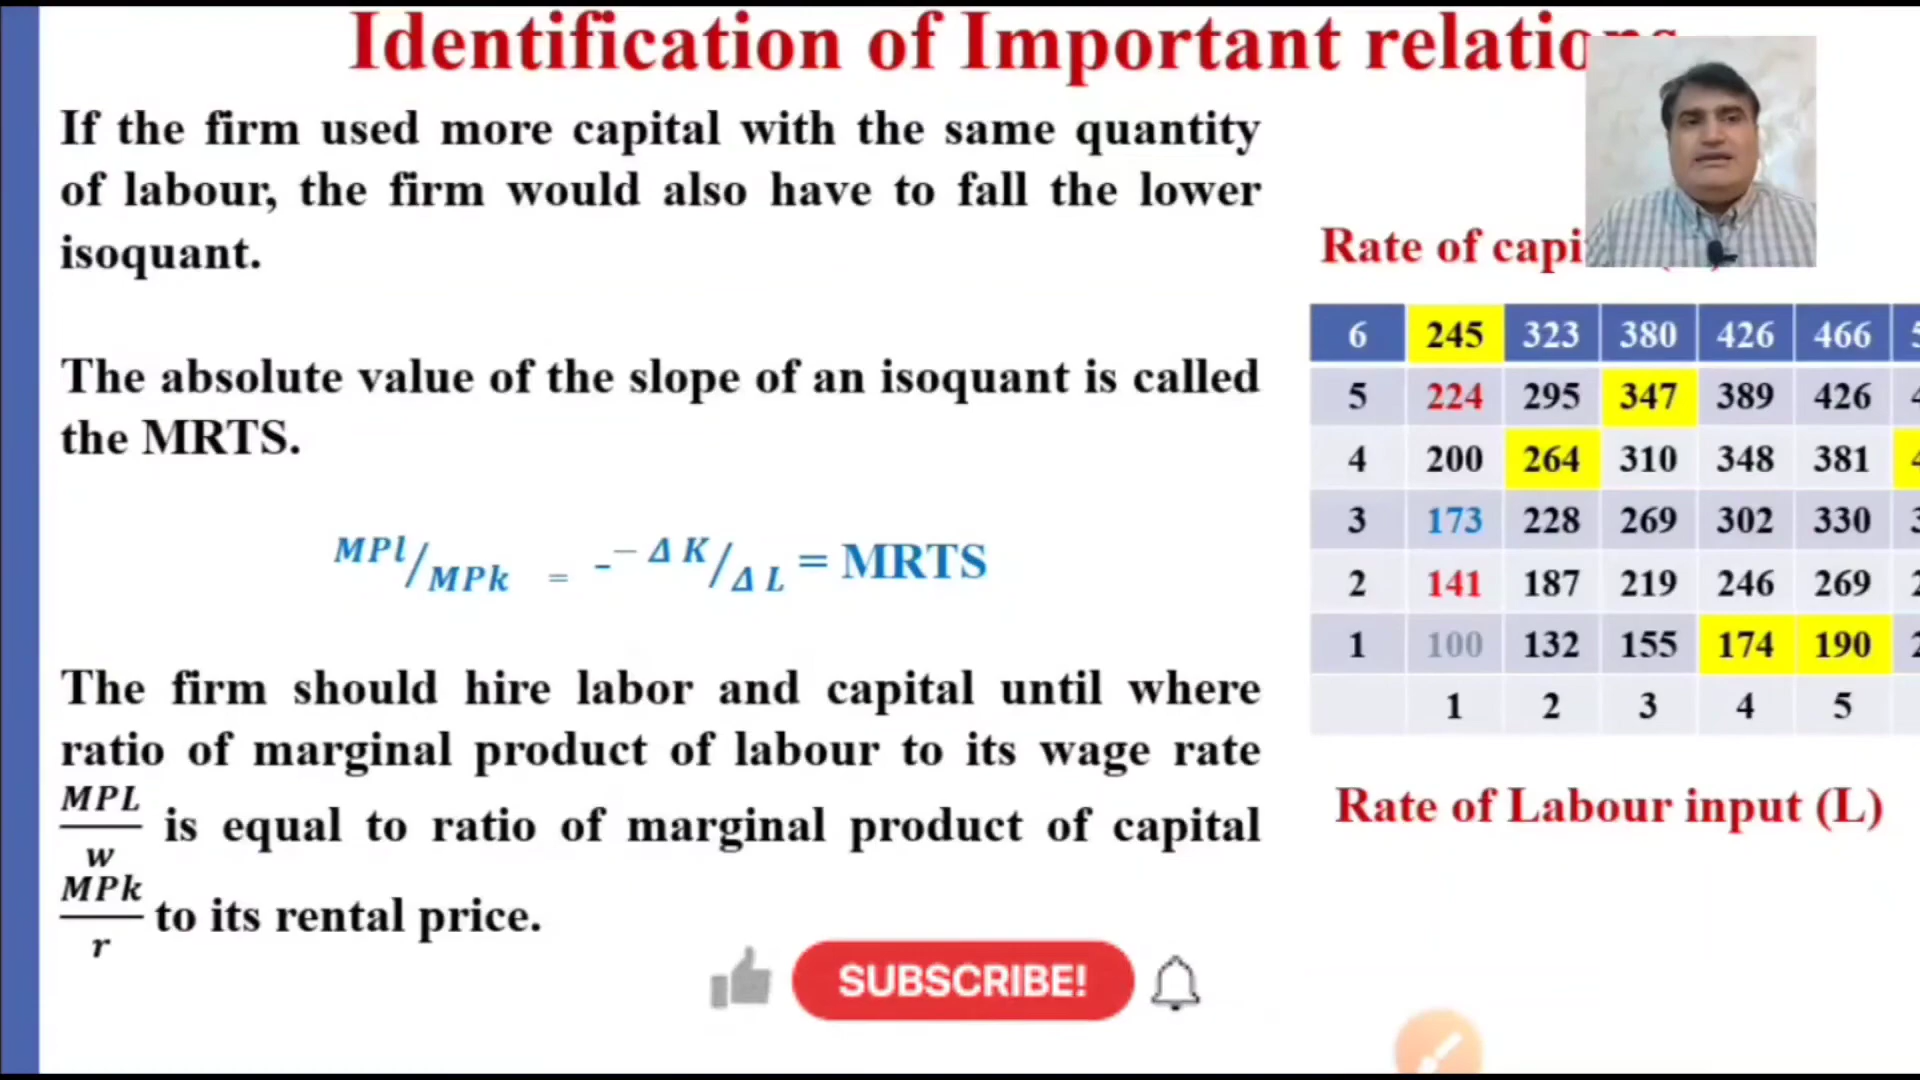 Identification of Important relations
If the firm used more capital with the same quantity
of labour, the firm would also have to fall the lower
isoquant.
The absolute value of the slope of an isoquant is called
the MRTS.
MPl/MPk = -− Δ K/Δ L = MRTS
The firm should hire labor and capital until where
ratio of marginal product of labour to its wage rate
MPL/w is equal to ratio of marginal product of capital
MPk/r to its rental price.
Rate of
6 245 323 380 426 466
5 224 295 347 389 426
4 200 264 310 348 381
3 173 228 269 302 330
2 141 187 219 246 269
1 100 132 155 174 190
1 2 3 4 5
Rate of Labour input (L)
SUBSCRIBE!